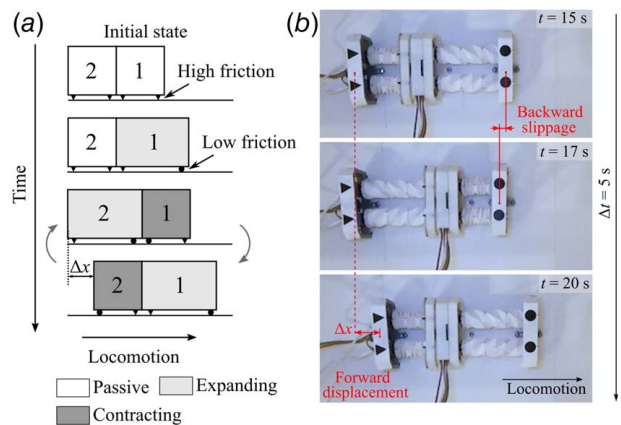 (a)
Initial state
2 1
High friction
2 1
Low friction
2 1
Δx
2 1
Time
Locomotion
Passive
Expanding
Contracting
(b)
t = 15 s
Backward
slippage
t = 17 s
Δt = 5 s
t = 20 s
Δx
Forward
displacement
Locomotion